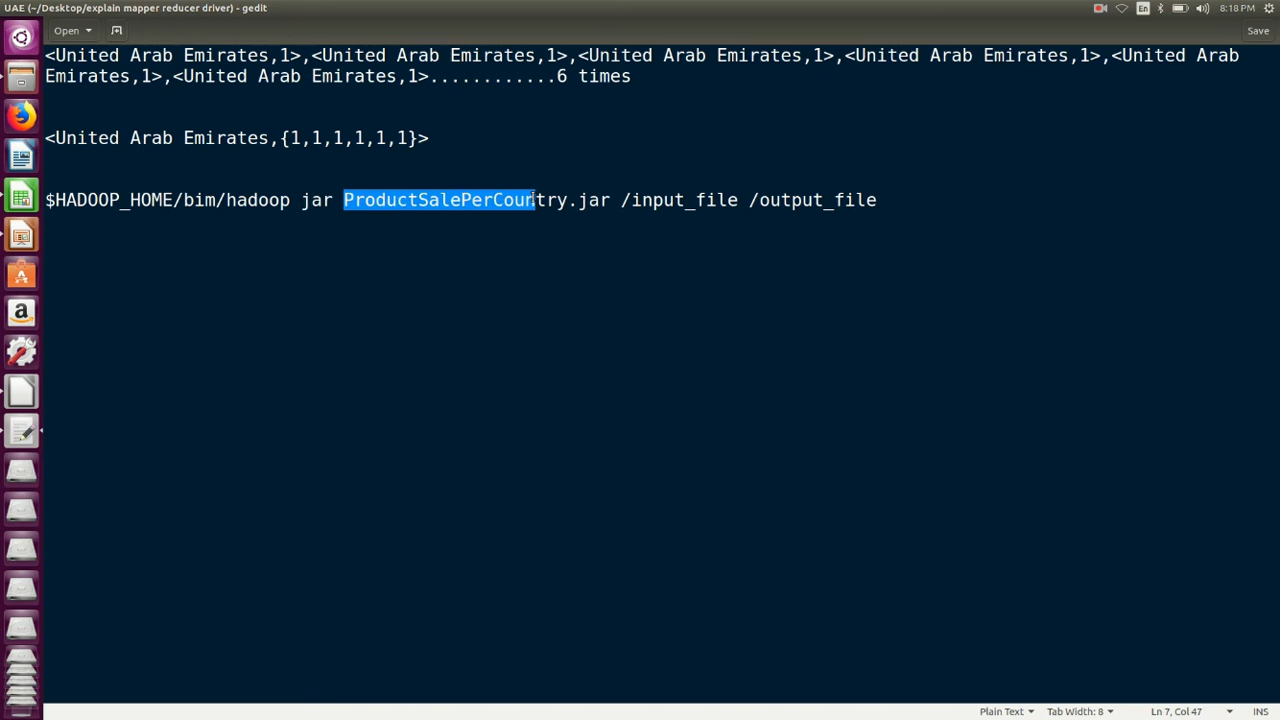 UAE (~/Desktop/explain mapper reducer driver) - gedit
En
8:18 PM
Open
Save
<United Arab Emirates,1>,<United Arab Emirates,1>,<United Arab Emirates,1>,<United Arab Emirates,1>,<United Arab
Emirates,1>,<United Arab Emirates,1>............6 times
<United Arab Emirates,{1,1,1,1,1,1}>
$HADOOP_HOME/bim/hadoop jar ProductSalePerCountry.jar /input_file /output_file
Plain Text
Tab Width: 8
Ln 7, Col 47
INS